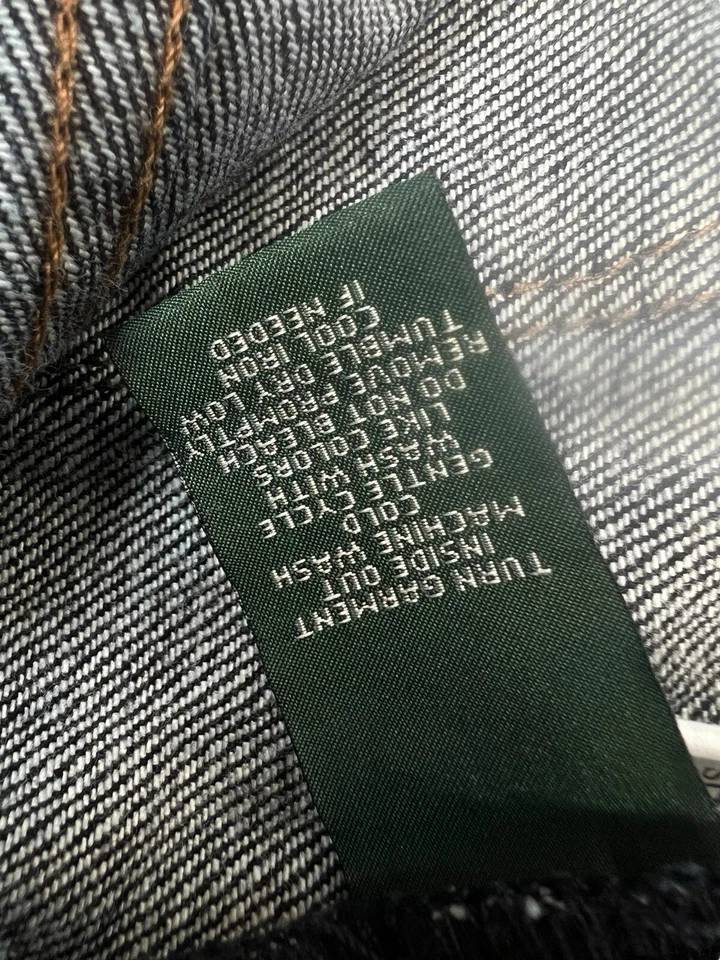 TURN GARMENT
INSIDE OUT
MACHINE WASH
COLD
GENTLE CYCLE
WASH WITH
LIKE COLORS
DO NOT BLEACH
REMOVE PROMPTLY
TUMBLE DRY LOW
COOL IRON
IF NEEDED